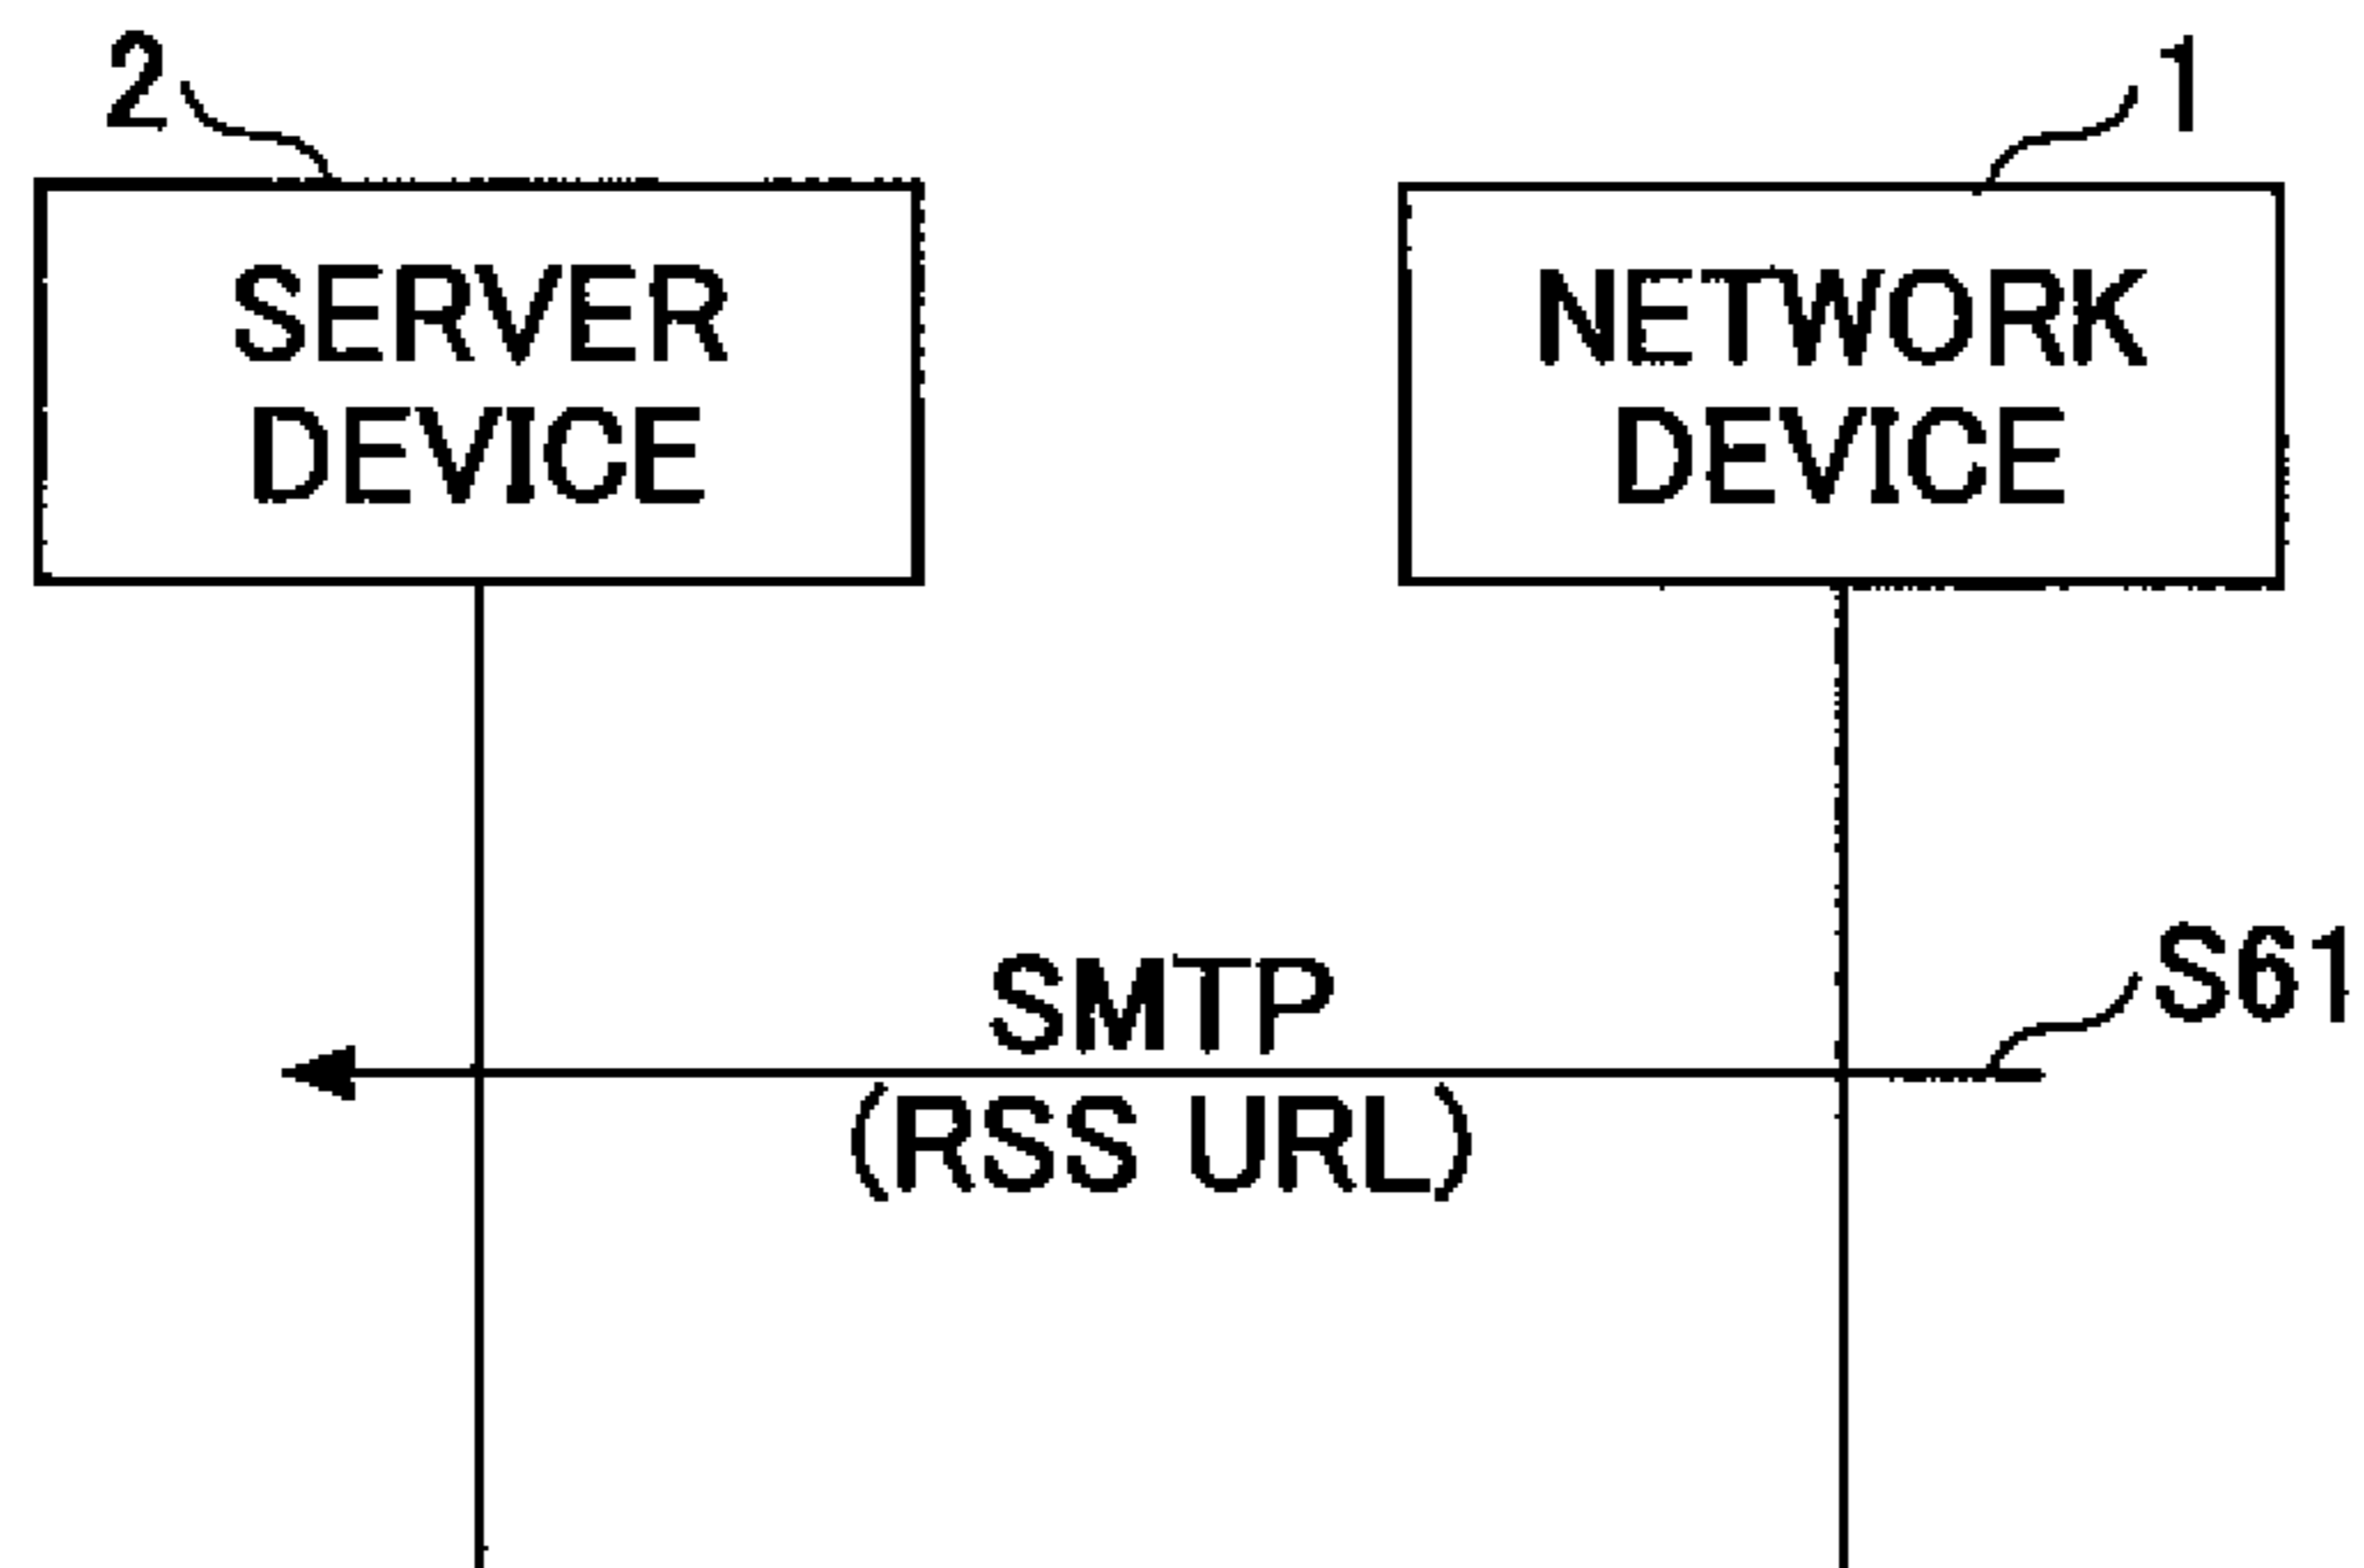 2
1
SERVER
DEVICE
NETWORK
DEVICE
SMTP
S61
(RSS URL)